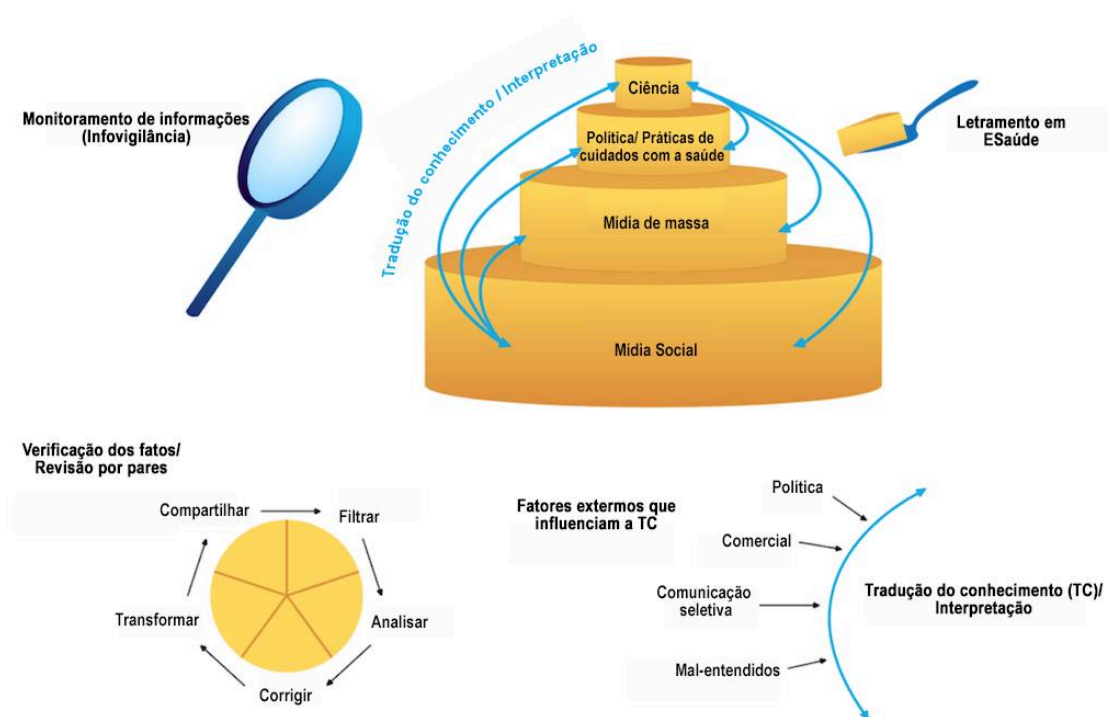 Monitoramento de informações
(Infovigilância)
Tradução do conhecimento / Interpretação
Ciência
Política/ Práticas de
cuidados com a saúde
Mídia de massa
Mídia Social
Letramento em
ESaúde
Verificação dos fatos/
Revisão por pares
Compartilhar
Filtrar
Analisar
Corrigir
Transformar
Fatores extermos que
influenciam a TC
Política
Comercial
Comunicação
seletiva
Mal-entendidos
Tradução do conhecimento (TC)/
Interpretação